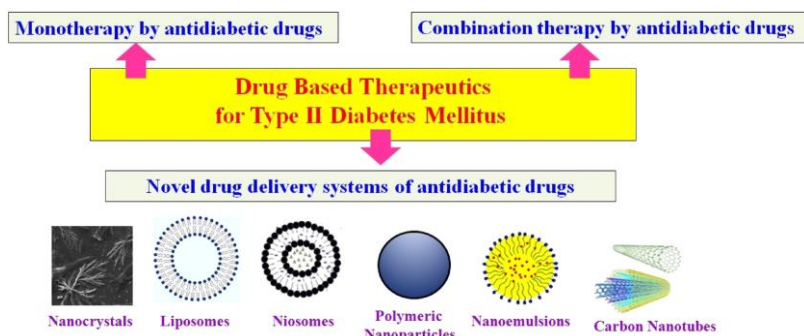 Monotherapy by antidiabetic drugs
Combination therapy by antidiabetic drugs
Drug Based Therapeutics
for Type II Diabetes Mellitus
Novel drug delivery systems of antidiabetic drugs
Nanocrystals
Liposomes
Niosomes
Polymeric
Nanoparticles
Nanoemulsions
Carbon Nanotubes